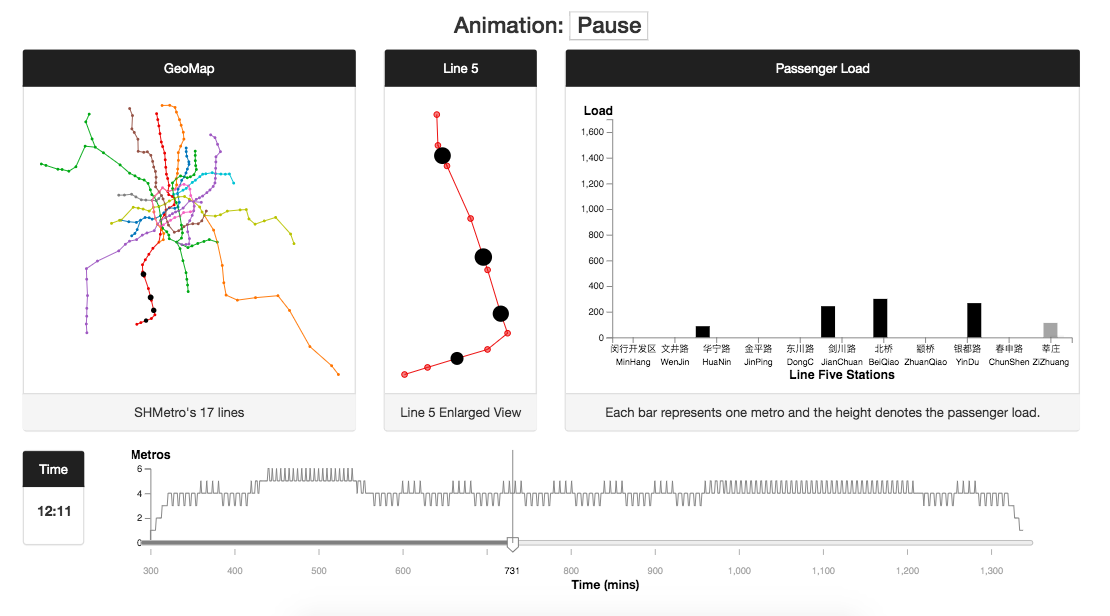 Animation: Pause
GeoMap
Line 5
Passenger Load
Load
1,600
1,400
1,200
1,000
800
600
400
200
0
闵行开发区 文井路 华宁路 金平路 东川路 剑川路 北桥 颛桥 银都路 春申路 莘庄
MinHang WenJin HuaNin JinPing DongC JianChuan BeiQiao ZhuanQiao YinDu ChunShen ZiZhuang
Line Five Stations
SHMetro's 17 lines
Line 5 Enlarged View
Each bar represents one metro and the height denotes the passenger load.
Time
12:11
Metros
6
4
2
0
300 400 500 600 731 800 900 1,000 1,100 1,200 1,300
Time (mins)